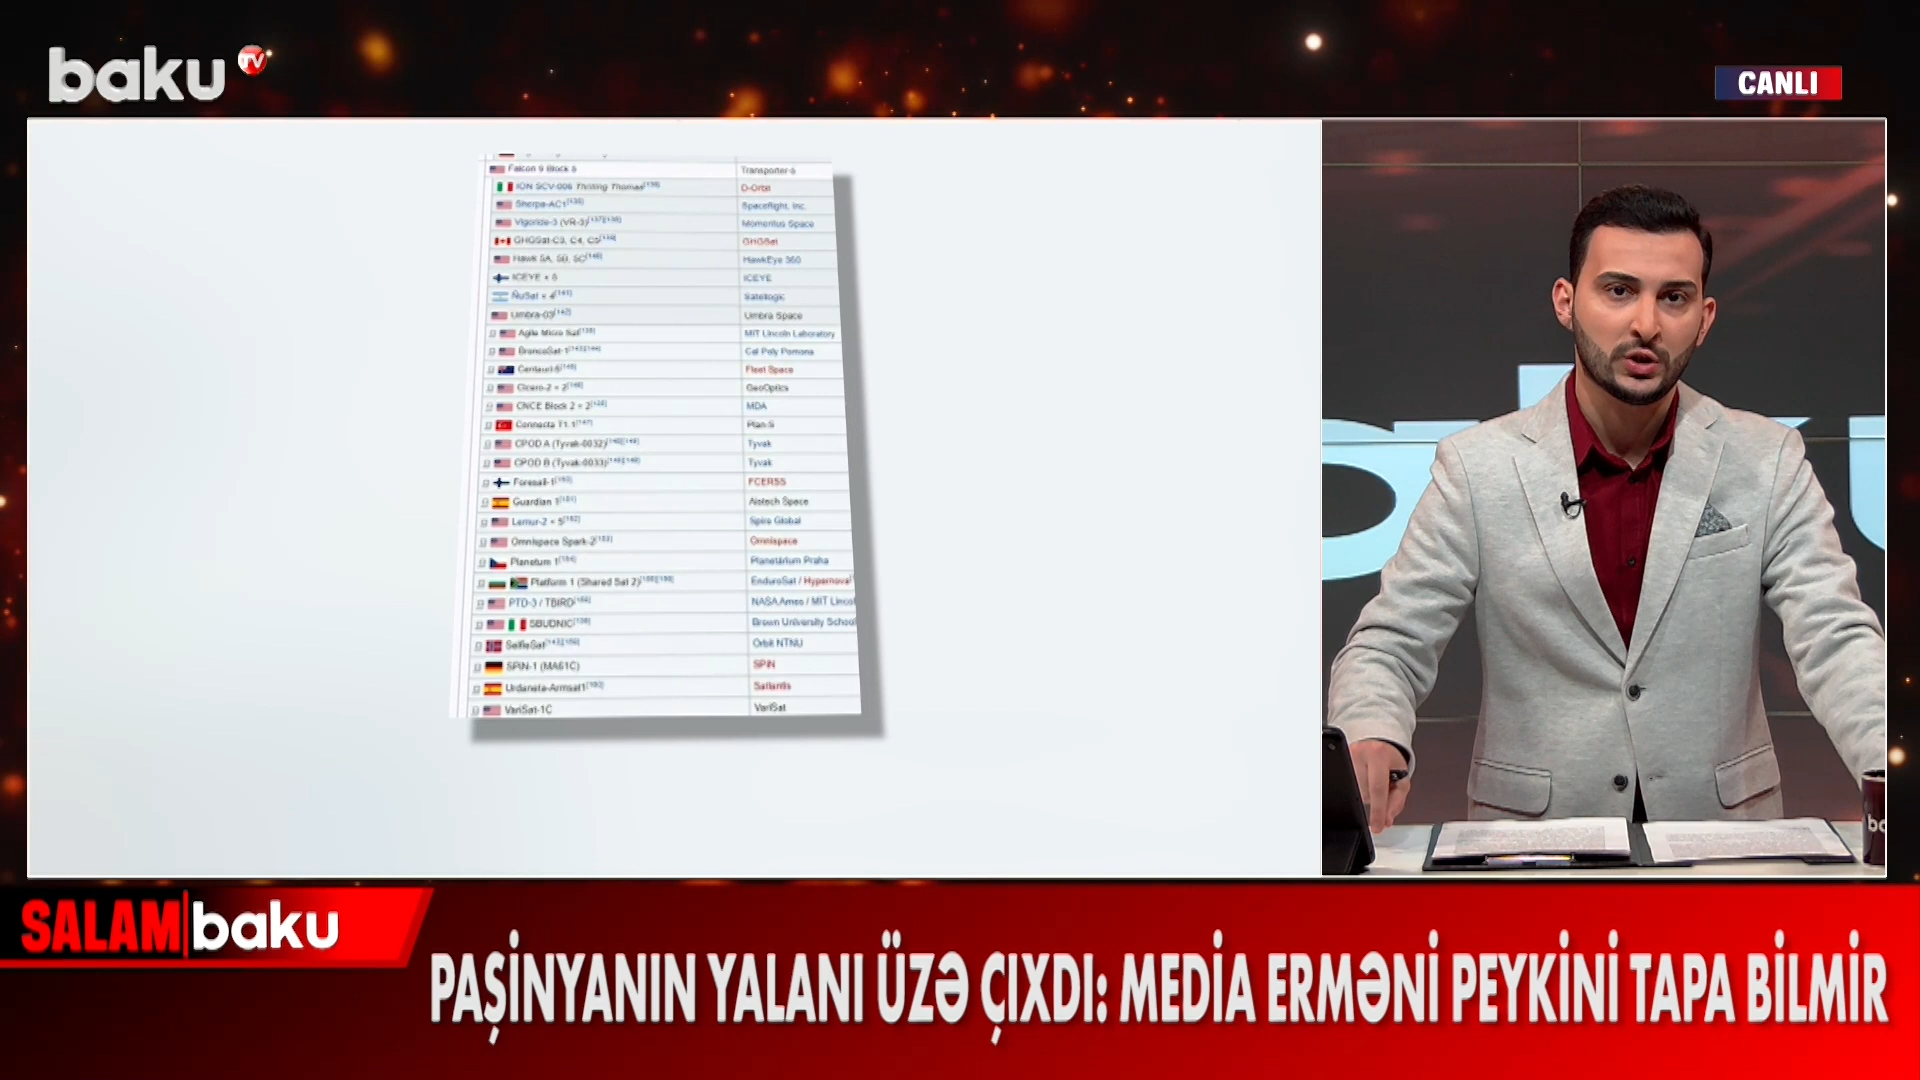 baku TV
CANLI
Falcon 9 Block 5 Transporter-5
ION SCV-006 Thrilling Thomas D-Orbit
Sherpa-AC1 Spaceflight, Inc.
Vigoride-3 (VR-3) Momentus Space
GHGSat-C3, C4, C5 GHGSat
Hawk 5A, 5B, 5C HawkEye 360
ICEYE × 5 ICEYE
ÑuSat × 4 Satellogic
Umbra-03 Umbra Space
Agile Micro Sat MIT Lincoln Laboratory
BroncoSat-1 Cal Poly Pomona
Centauri-5 Fleet Space
Cicero-2 × 2 GeoOptics
CNCE Block 2 × 2 MDA
Connecta T1.1 Plan-S
CPOD A (Tyvak-0032) Tyvak
CPOD B (Tyvak-0033) Tyvak
Foresail-1 FCERSS
Guardian 1 Aistech Space
Lemur-2 × 5 Spire Global
Omnispace Spark-2 Omnispace
Planetum 1 Planetárium Praha
Platform 1 (Shared Sat 2) EnduroSat / Hypernova
PTD-3 / TBIRD NASA Ames / MIT Lincol
SBUDNIC Brown University School
SelfieSat Orbit NTNU
SPiN-1 (MA61C) SPiN
Urdaneta-Armsat1 Satlantis
VariSat-1C VariSat
SALAM baku
PAŞİNYANIN YALANI ÜZƏ ÇIXDI: MEDİA ERMƏNİ PEYKİNİ TAPA BİLMİR